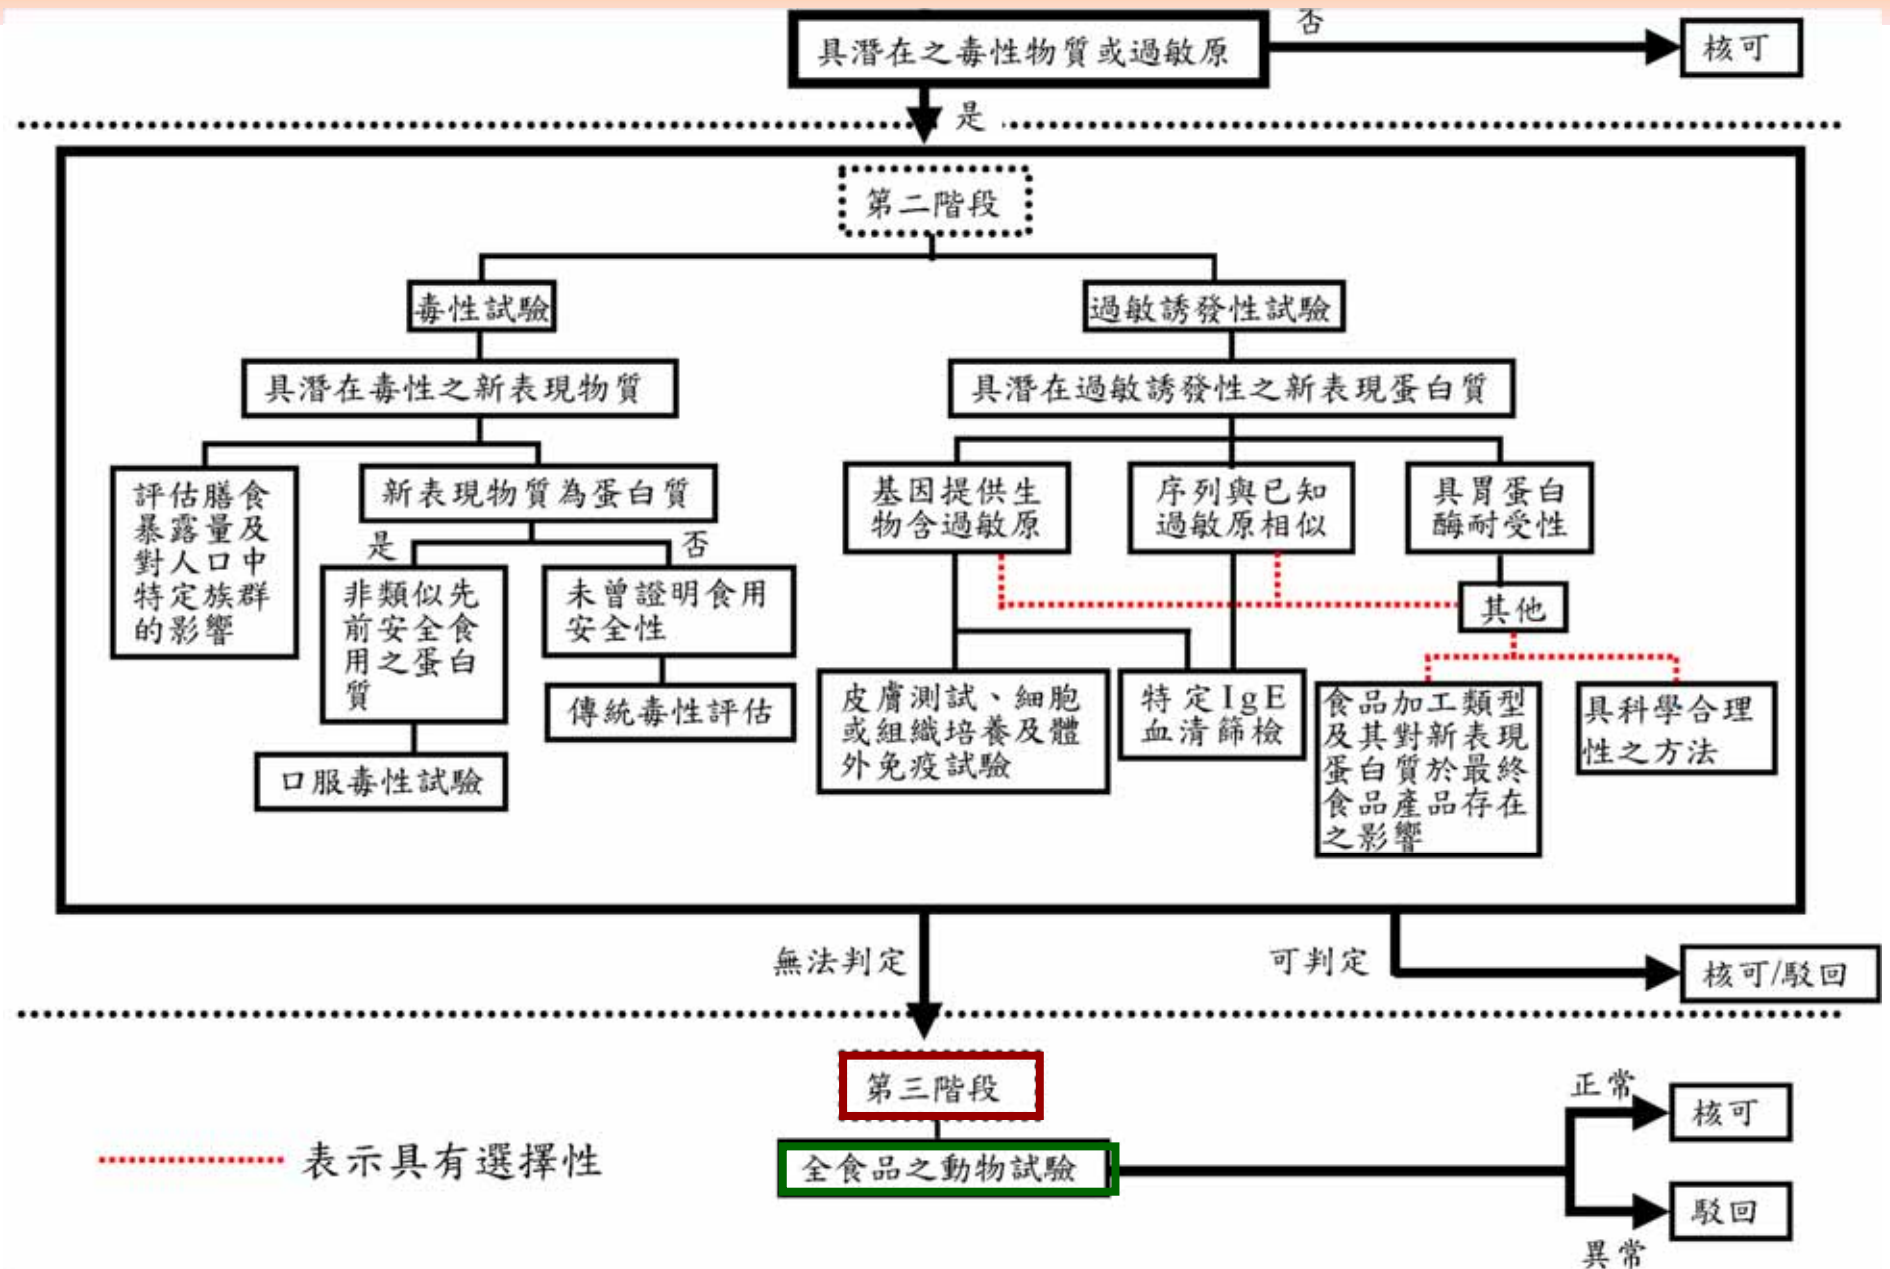 具潛在之毒性物質或過敏原
否
核可
是
第二階段
毒性試驗
過敏誘發性試驗
具潛在毒性之新表現物質
具潛在過敏誘發性之新表現蛋白質
評估膳食
暴露量及
對人口中
特定族群
的影響
新表現物質為蛋白質
是
否
非類似先
前安全食
用之蛋白
質
未曾證明食用
安全性
口服毒性試驗
傳統毒性評估
基因提供生
物含過敏原
序列與已知
過敏原相似
具胃蛋白
酶耐受性
其他
皮膚測試、細胞
或組織培養及體
外免疫試驗
特定IgE
血清篩檢
食品加工類型
及其對新表現
蛋白質於最終
食品產品存在
之影響
具科學合理
性之方法
無法判定
可判定
核可/駁回
第三階段
全食品之動物試驗
正常
核可
駁回
異常
表示具有選擇性